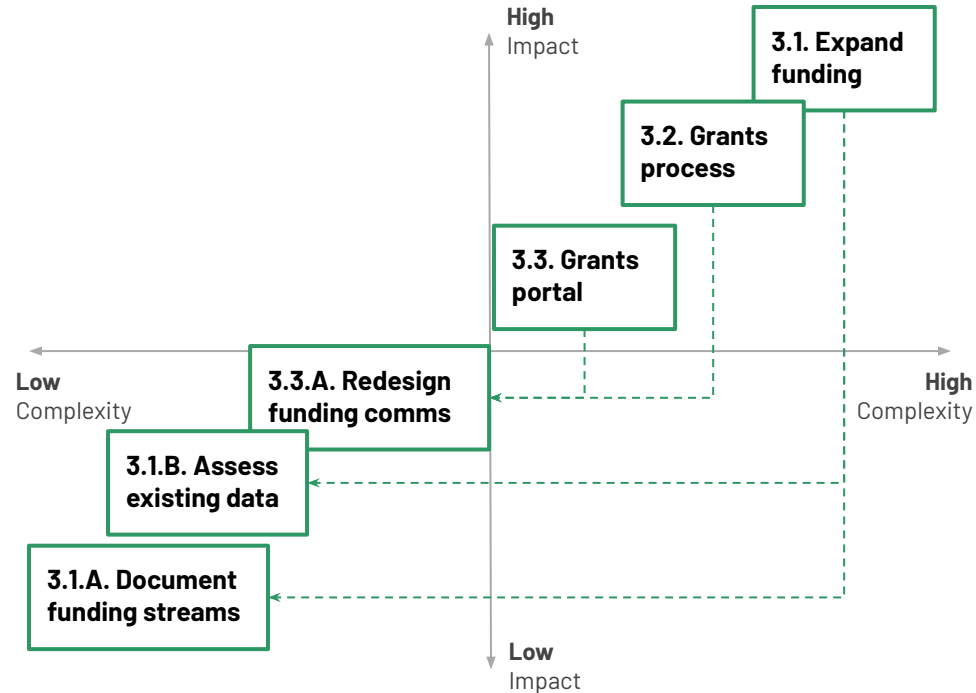 High
Impact
3.1. Expand
funding
3.2. Grants
process
3.3. Grants
portal
Low
Complexity
High
Complexity
3.3.A. Redesign
funding comms
3.1.B. Assess
existing data
3.1.A. Document
funding streams
Low
Impact